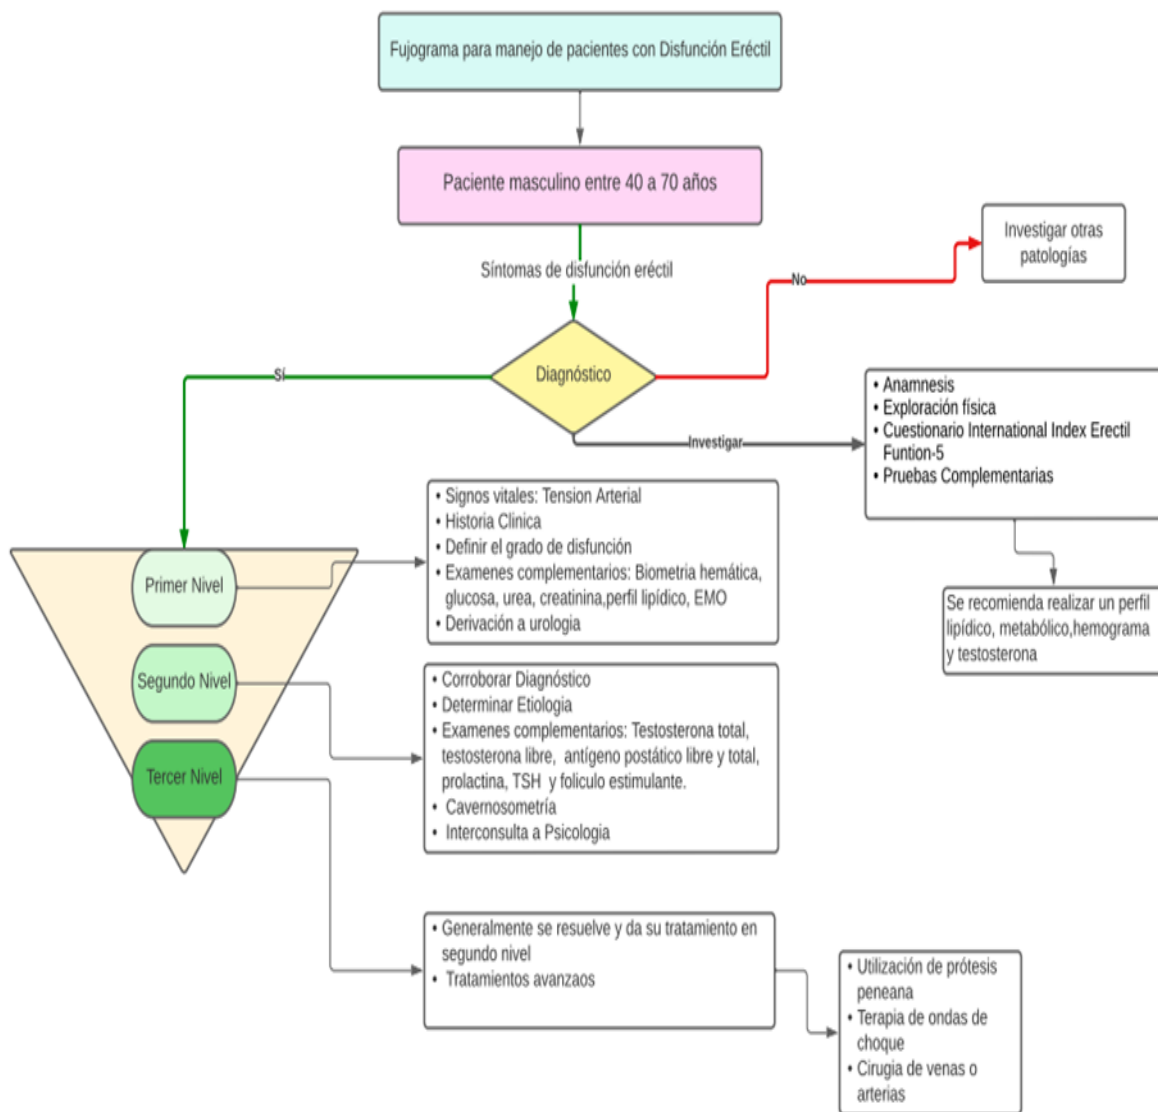 Fujograma para manejo de pacientes con Disfunción Eréctil
Paciente masculino entre 40 a 70 años
Síntomas de disfunción eréctil
Diagnóstico
No
Investigar otras
patologías
Sí
Investigar
• Anamnesis
• Exploración física
• Cuestionario International Index Erectil
Funtion-5
• Pruebas Complementarias
Se recomienda realizar un perfil
lipídico, metabólico,hemograma
y testosterona
Primer Nivel
• Signos vitales: Tension Arterial
• Historia Clinica
• Definir el grado de disfunción
• Examenes complementarios: Biometria hemática,
glucosa, urea, creatinina,perfil lipídico, EMO
• Derivación a urologia
Segundo Nivel
• Corroborar Diagnóstico
• Determinar Etiologia
• Examenes complementarios: Testosterona total,
testosterona libre, antígeno postático libre y total,
prolactina, TSH y foliculo estimulante.
• Cavernosometría
• Interconsulta a Psicologia
Tercer Nivel
• Generalmente se resuelve y da su tratamiento en
segundo nivel
• Tratamientos avanzaos
• Utilización de prótesis
peneana
• Terapia de ondas de
choque
• Cirugia de venas o
arterias